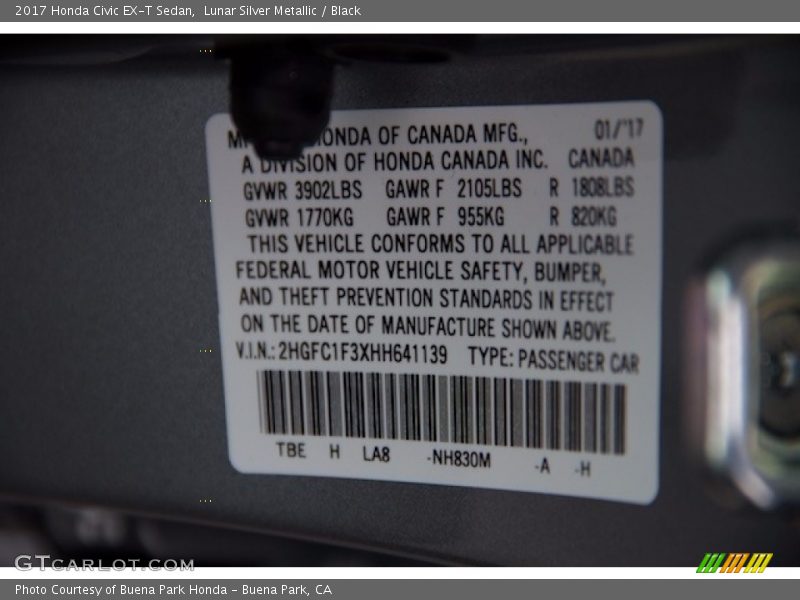 2017 Honda Civic EX-T Sedan, Lunar Silver Metallic / Black
HONDA OF CANADA MFG., 01/'17
A DIVISION OF HONDA CANADA INC. CANADA
GVWR 3902LBS GAWR F 2105LBS R 1808LBS
GVWR 1770KG GAWR F 955KG R 820KG
THIS VEHICLE CONFORMS TO ALL APPLICABLE
FEDERAL MOTOR VEHICLE SAFETY, BUMPER,
AND THEFT PREVENTION STANDARDS IN EFFECT
ON THE DATE OF MANUFACTURE SHOWN ABOVE.
V.I.N.: 2HGFC1F3XHH641139 TYPE: PASSENGER CAR
TBE H LA8 -NH830M -A -H
GTCARLOT.COM
Photo Courtesy of Buena Park Honda - Buena Park, CA